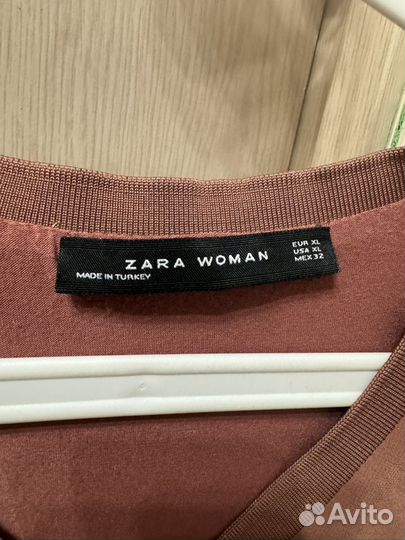 ZARA WOMAN
MADE IN TURKEY
EUR XL
USA XL
MEX 32
Avito